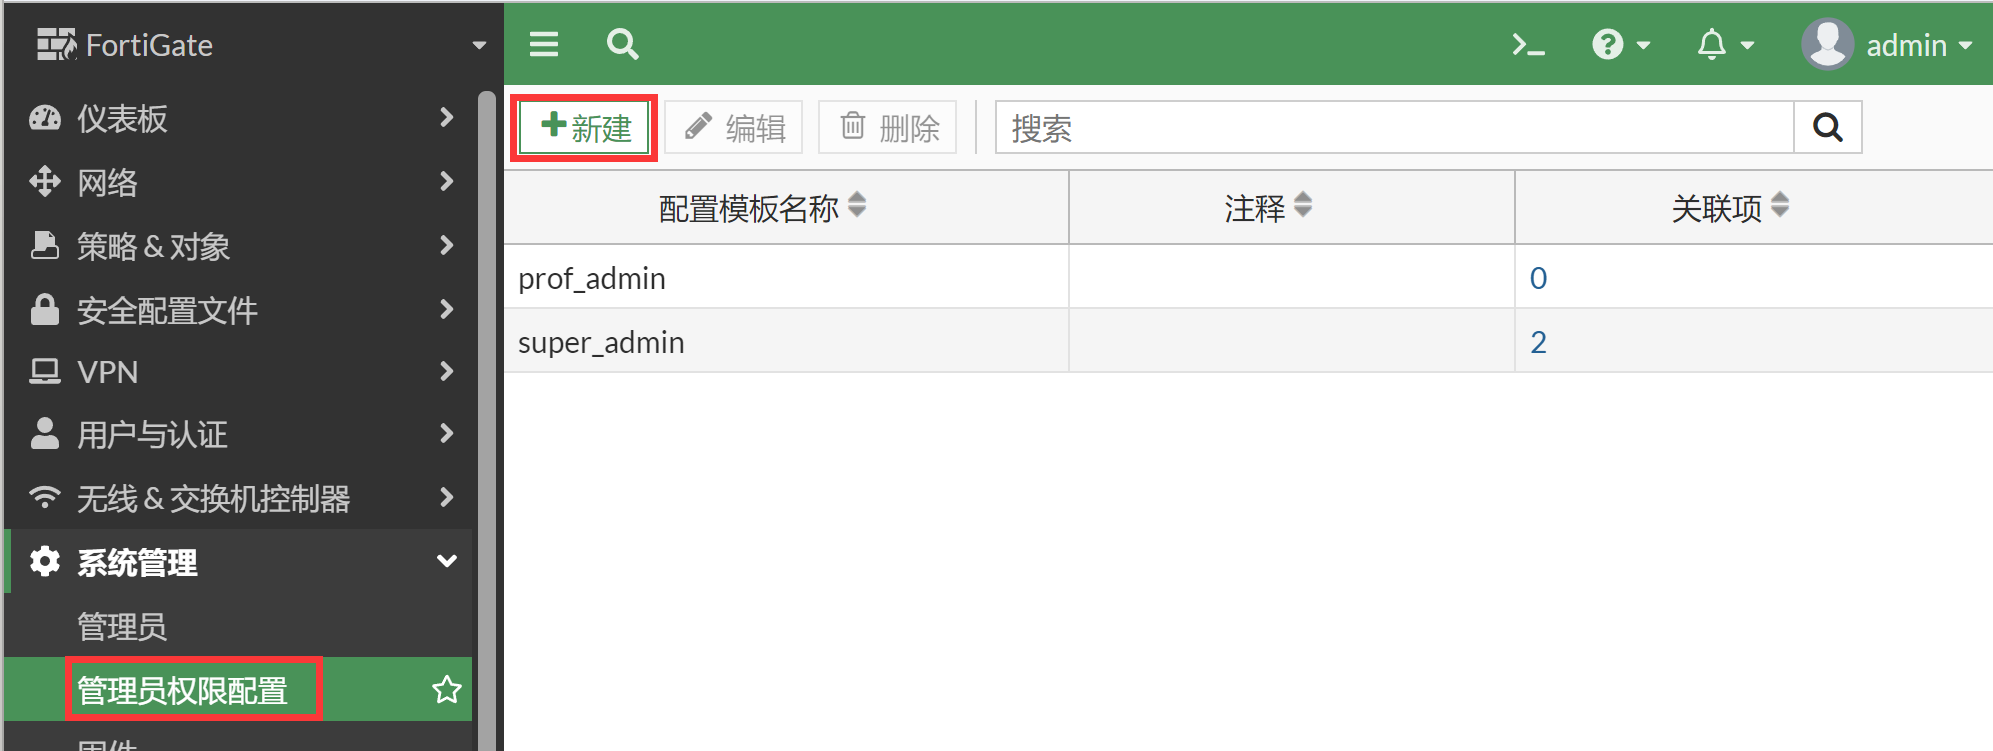 FortiGate
admin
仪表板
网络
策略 & 对象
安全配置文件
VPN
用户与认证
无线 & 交换机控制器
系统管理
管理员
管理员权限配置
固件
新建 编辑 删除 搜索
配置模板名称 注释 关联项
prof_admin 0
super_admin 2